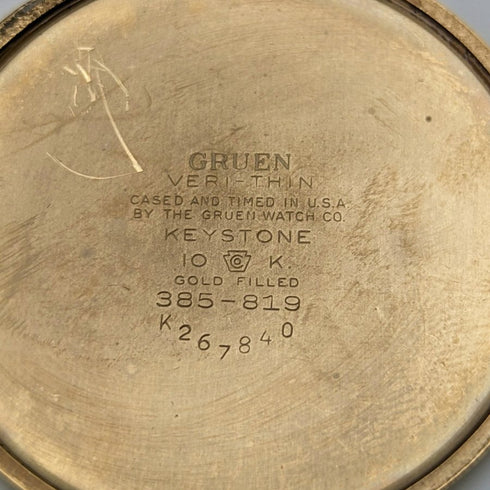 GRUEN
VERI-THIN
CASED AND TIMED IN U.S.A
BY THE GRUEN WATCH CO.
KEYSTONE
10 C K.
GOLD FILLED
385-819
K267840